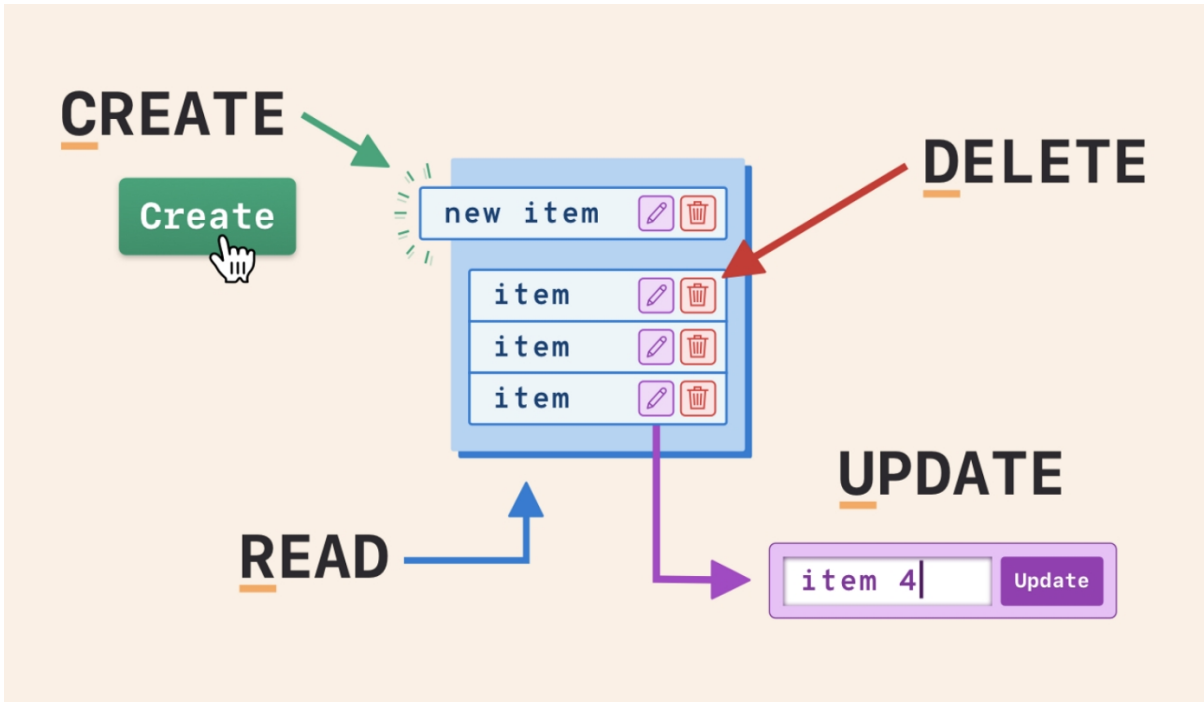 CREATE
Create
new item
item
item
item
DELETE
READ
UPDATE
item 4
Update